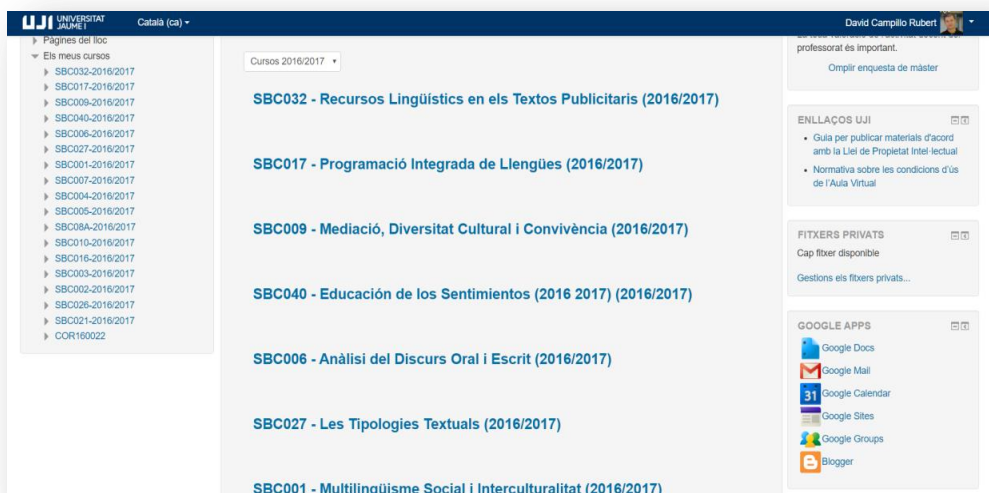 UJI UNIVERSITAT JAUME I
Català (ca)
David Campillo Rubert
Pàgines del lloc
Els meus cursos
SBC032-2016/2017
SBC017-2016/2017
SBC009-2016/2017
SBC040-2016/2017
SBC006-2016/2017
SBC027-2016/2017
SBC001-2016/2017
SBC007-2016/2017
SBC004-2016/2017
SBC005-2016/2017
SBC08A-2016/2017
SBC010-2016/2017
SBC016-2016/2017
SBC003-2016/2017
SBC002-2016/2017
SBC026-2016/2017
SBC021-2016/2017
COR160022
Cursos 2016/2017
SBC032 - Recursos Lingüístics en els Textos Publicitaris (2016/2017)
SBC017 - Programació Integrada de Llengües (2016/2017)
SBC009 - Mediació, Diversitat Cultural i Convivència (2016/2017)
SBC040 - Educación de los Sentimientos (2016 2017) (2016/2017)
SBC006 - Anàlisi del Discurs Oral i Escrit (2016/2017)
SBC027 - Les Tipologies Textuals (2016/2017)
SBC001 - Multilingüisme Social i Interculturalitat (2016/2017)
professorat és important.
Omplir enquesta de màster
ENLLAÇOS UJI
Guia per publicar materials d'acord
amb la Llei de Propietat Intel·lectual
Normativa sobre les condicions d'ús
de l'Aula Virtual
FITXERS PRIVATS
Cap fitxer disponible
Gestions els fitxers privats...
GOOGLE APPS
Google Docs
Google Mail
31
Google Calendar
Google Sites
Google Groups
Blogger